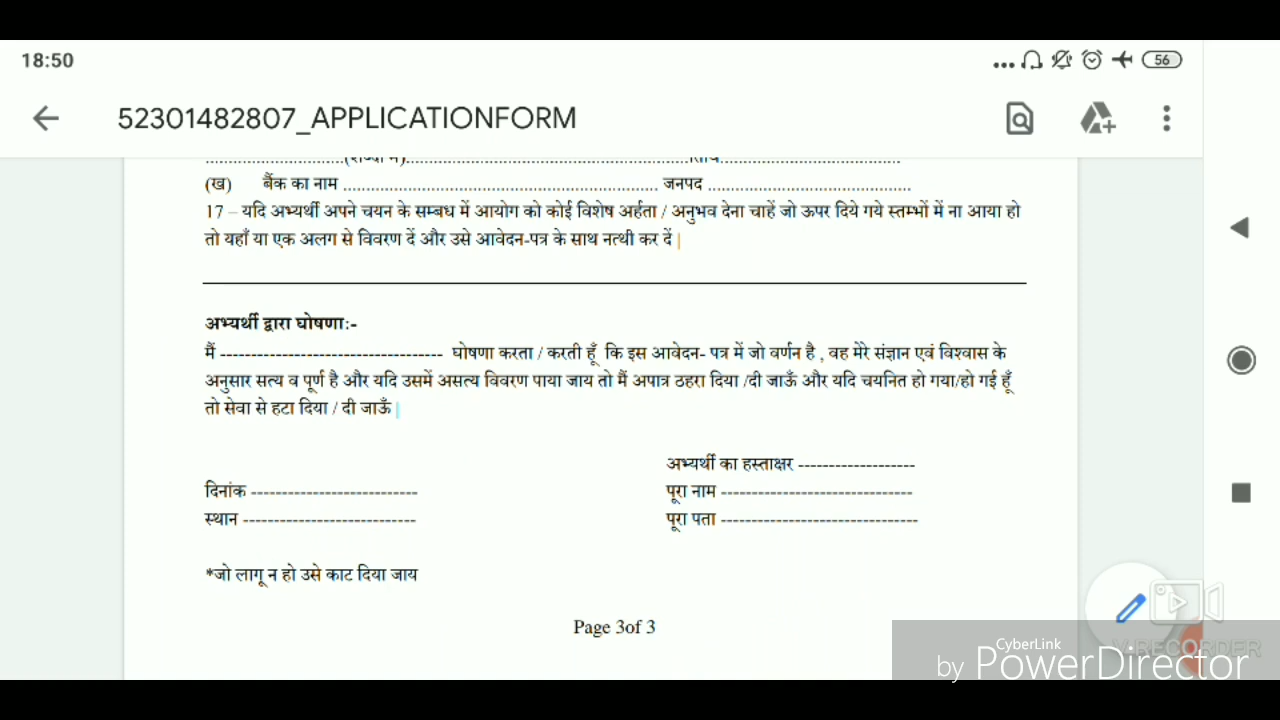 18:50
56
52301482807_APPLICATIONFORM
(ख) बैंक का नाम .................................................................... जनपद ............................................
17 – यदि अभ्यर्थी अपने चयन के सम्बध में आयोग को कोई विशेष अर्हता / अनुभव देना चाहें जो ऊपर दिये गये स्तम्भों में ना आया हो
तो यहाँ या एक अलग से विवरण दें और उसे आवेदन-पत्र के साथ नत्थी कर दें |
अभ्यर्थी द्वारा घोषणा:-
मैं ------------------------------------ घोषणा करता / करती हूँ कि इस आवेदन- पत्र में जो वर्णन है , वह मेरे संज्ञान एवं विश्वास के
अनुसार सत्य व पूर्ण है और यदि उसमें असत्य विवरण पाया जाय तो मैं अपात्र ठहरा दिया /दी जाऊँ और यदि चयनित हो गया/हो गई हूँ
तो सेवा से हटा दिया / दी जाऊँ |
अभ्यर्थी का हस्ताक्षर -------------------
दिनांक --------------------------- पूरा नाम -------------------------------
स्थान ---------------------------- पूरा पता --------------------------------
*जो लागू न हो उसे काट दिया जाय
Page 3of 3
V-RECORDER
CyberLink
by PowerDirector